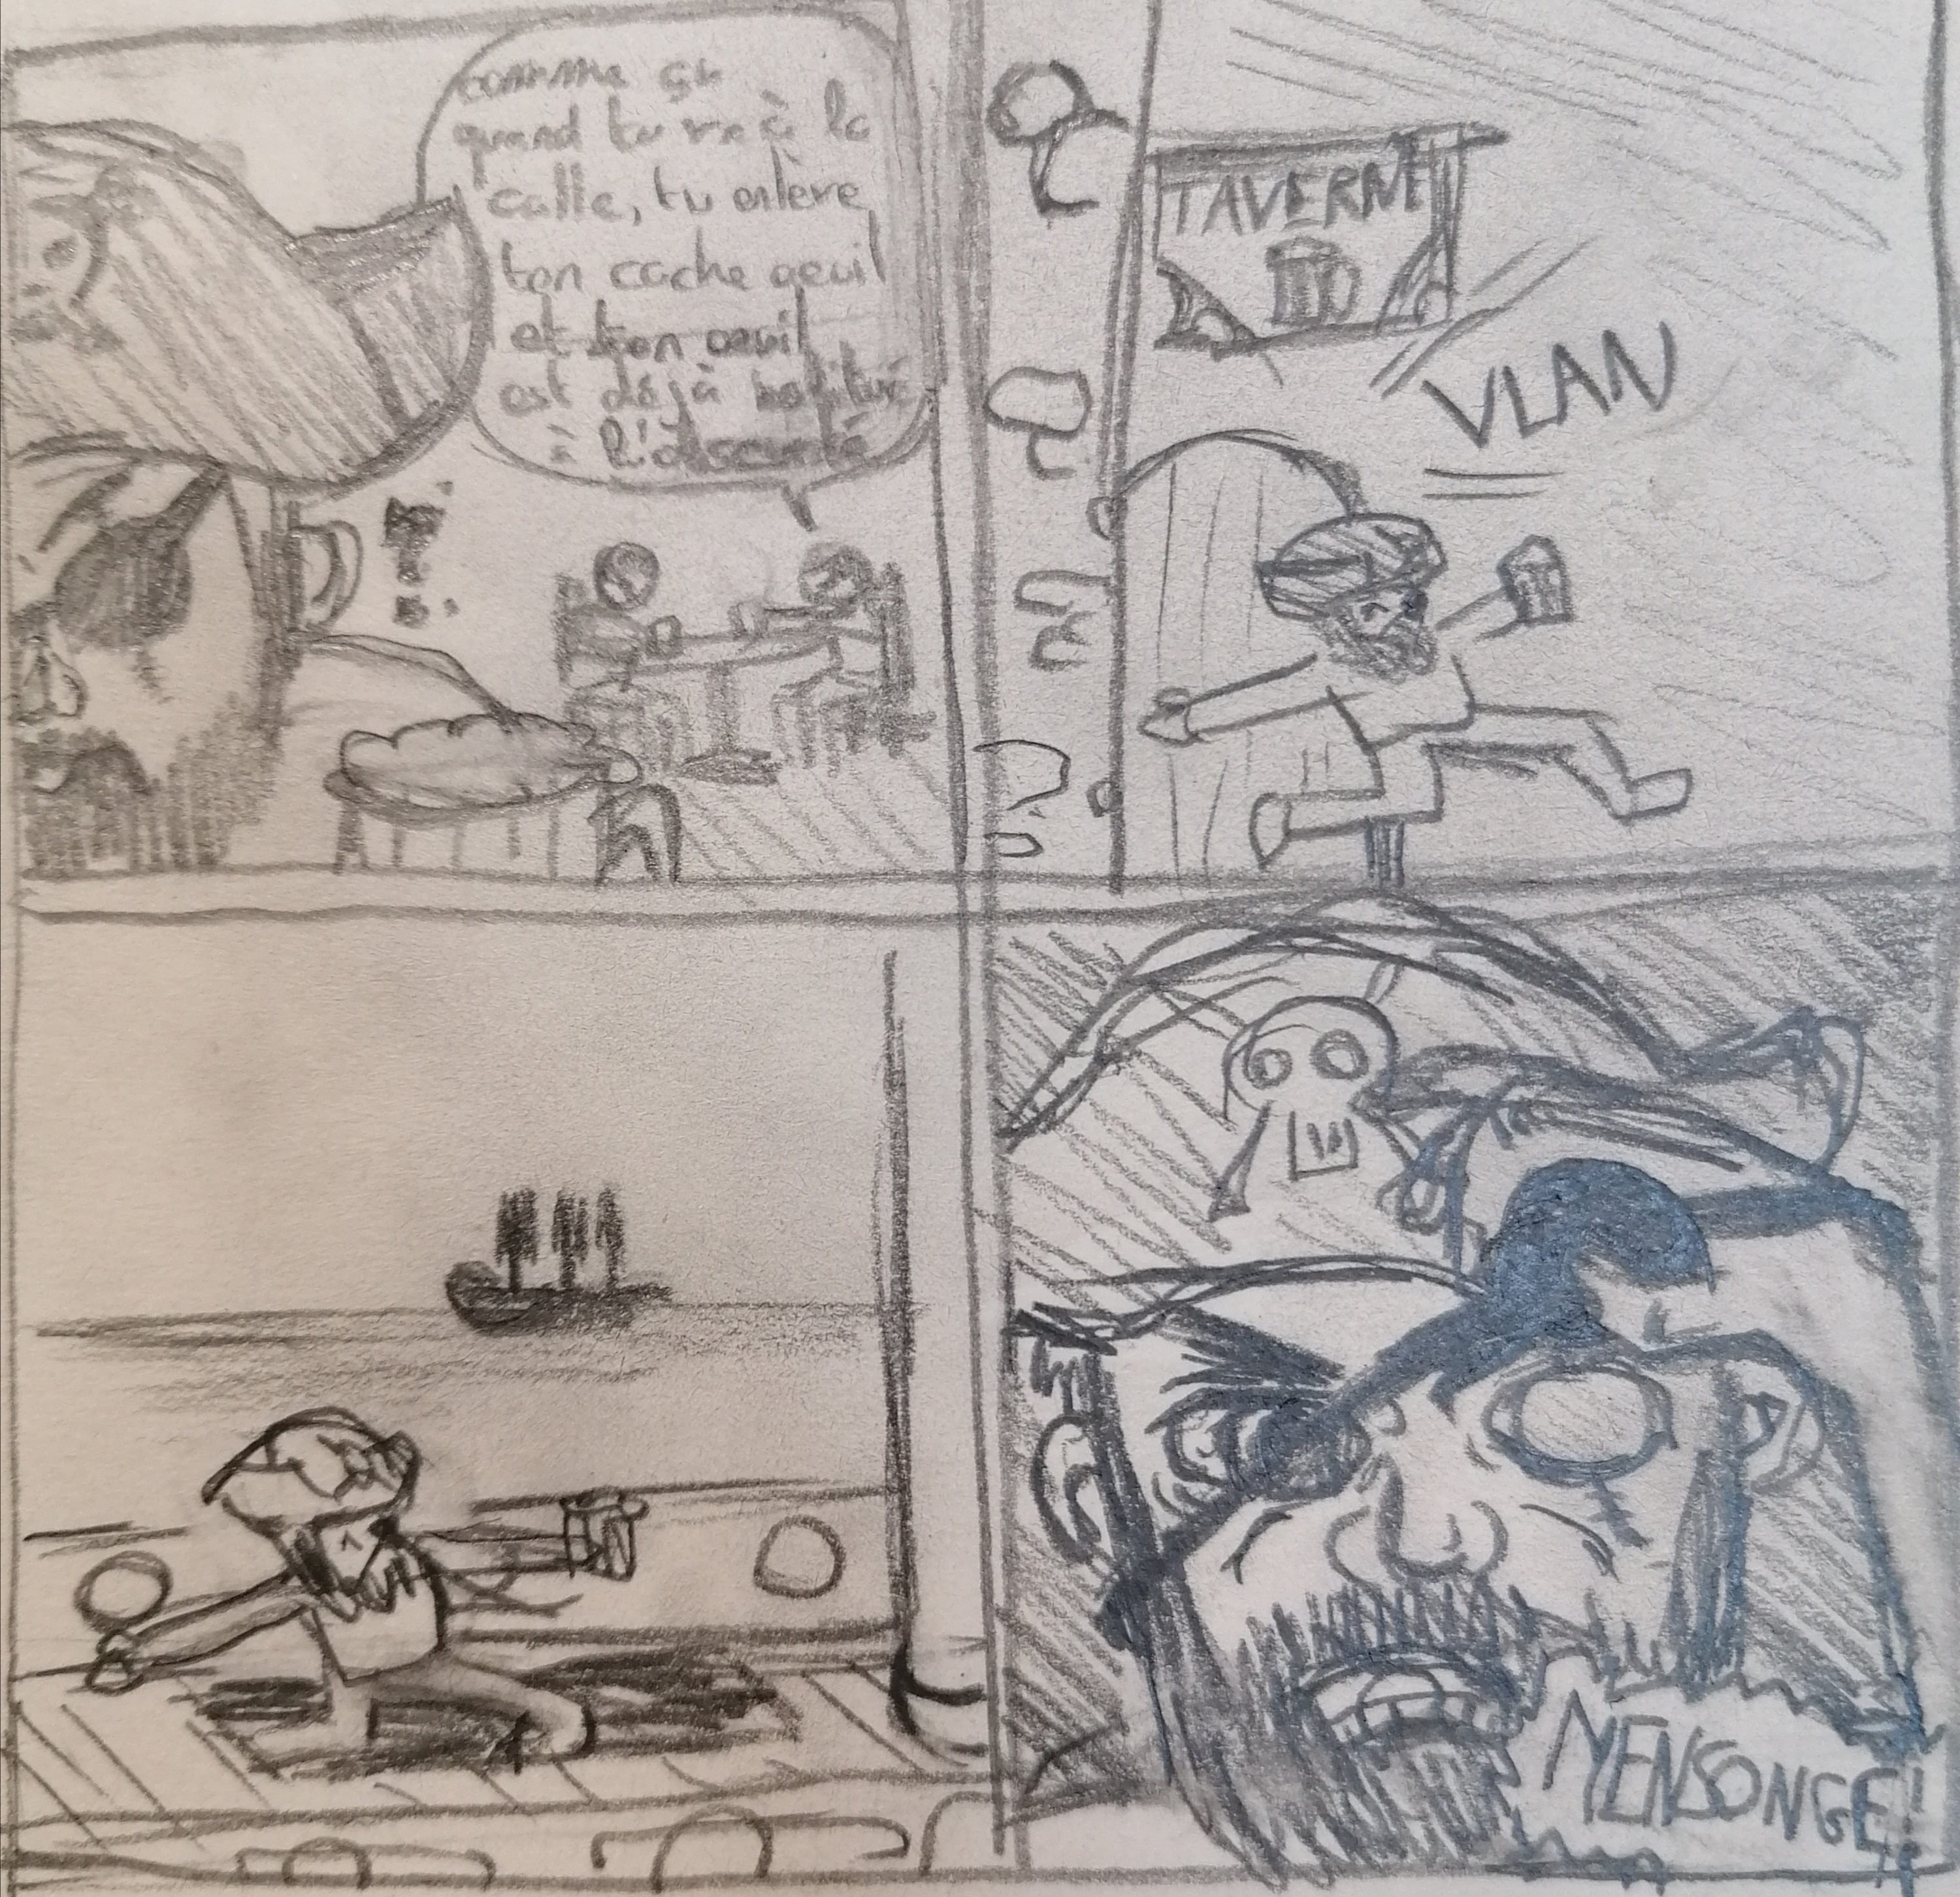 comme ça
quand tu va à la
calle, tu enlève
ton cache oeuil
et ton oeuil
est déjà habitué
à l'obscurité
?!
TAVERNE
VLAN
MENSONGE!